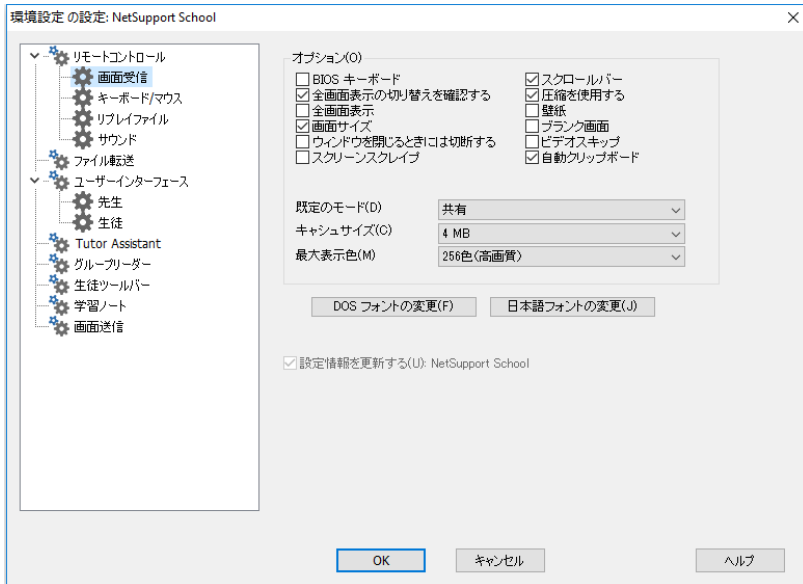 環境設定 の設定: NetSupport School
リモートコントロール
画面受信
キーボード/マウス
リプレイファイル
サウンド
ファイル転送
ユーザーインターフェース
先生
生徒
Tutor Assistant
グループリーダー
生徒ツールバー
学習ノート
画面送信
オプション(O)
BIOS キーボード
全画面表示の切り替えを確認する
全画面表示
画面サイズ
ウィンドウを閉じるときには切断する
スクリーンスクレイプ
スクロールバー
圧縮を使用する
壁紙
ブランク画面
ビデオスキップ
自動クリップボード
既定のモード(D) 共有
キャシュサイズ(C) 4 MB
最大表示色(M) 256色(高画質)
DOS フォントの変更(F) 日本語フォントの変更(J)
設定情報を更新する(U): NetSupport School
OK キャンセル ヘルプ